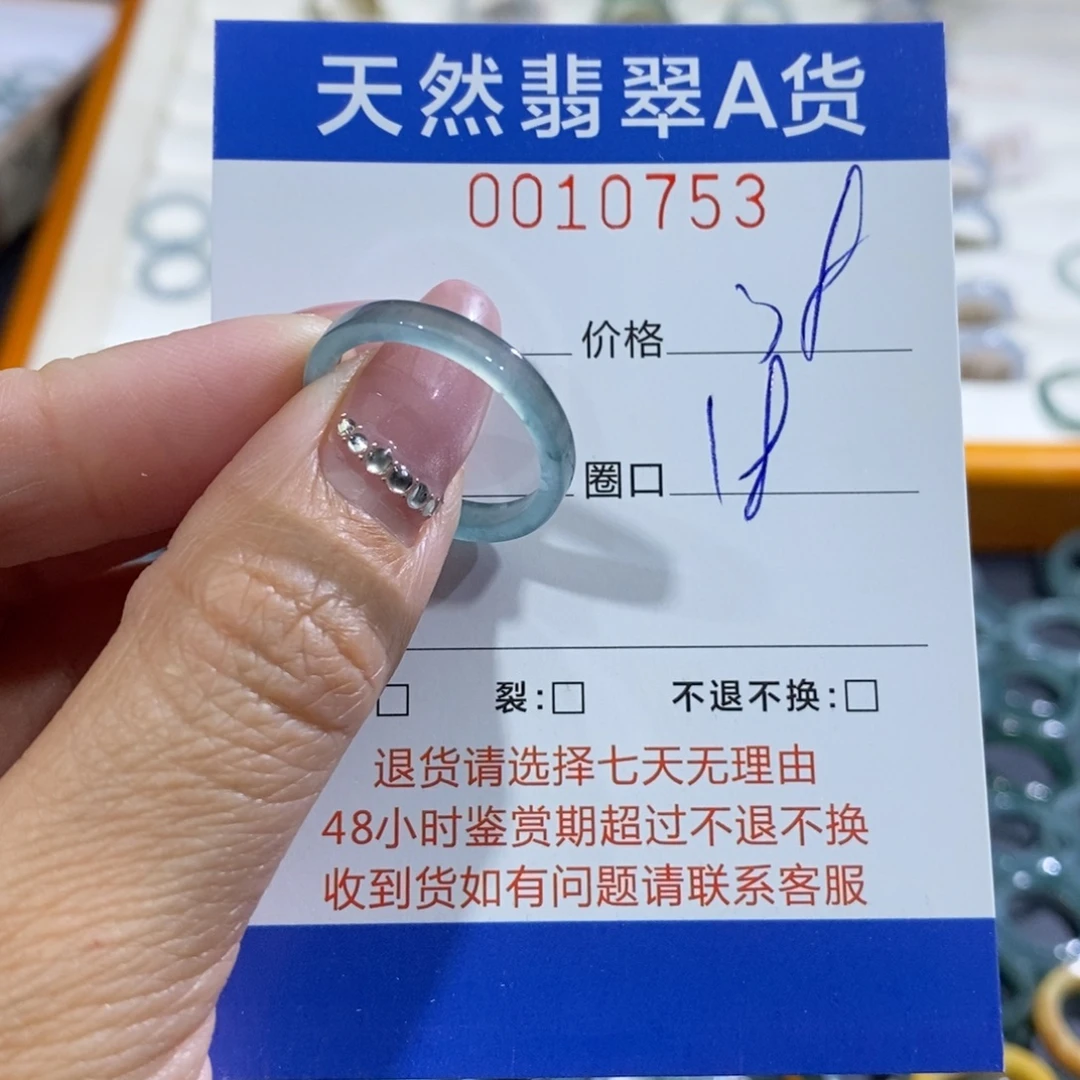 天然翡翠A货
0010753
价格 38
圈口 18
裂:□ 不退不换:□
退货请选择七天无理由
48小时鉴赏期超过不退不换
收到货如有问题请联系客服